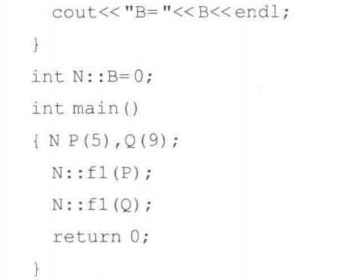 cout<<"B="<<B<<endl;
}
int N::B=0;
int main()
{ N P(5),Q(9);
N::f1(P);
N::f1(Q);
return 0;
}